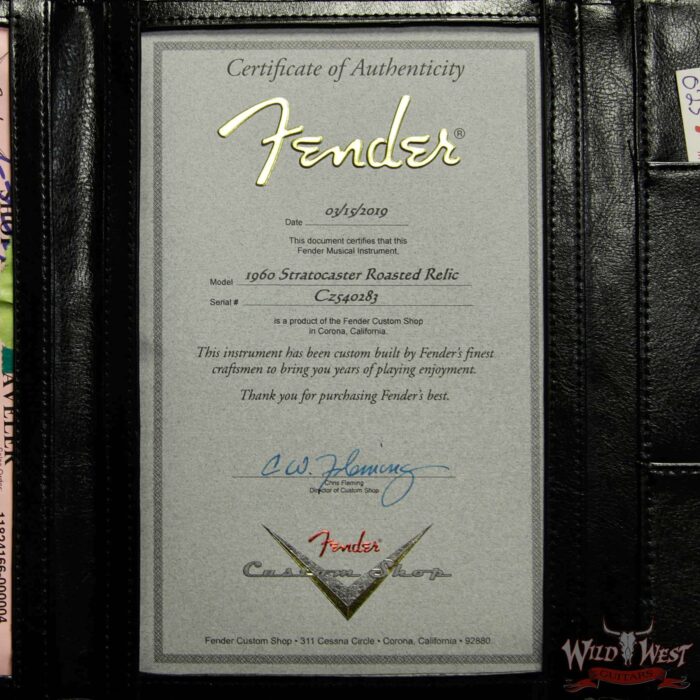 Certificate of Authenticity
Fender®
Date 03/15/2019
This document certifies that this
Fender Musical Instrument,
Model 1960 Stratocaster Roasted Relic
Serial # Cz540283
is a product of the Fender Custom Shop
in Corona, California.
This instrument has been custom built by Fender's finest
craftsmen to bring you years of playing enjoyment.
Thank you for purchasing Fender's best.
C.W. Fleming
Chris Fleming
Director of Custom Shop
Fender
Custom Shop
Fender Custom Shop • 311 Cessna Circle • Corona, California • 92880
AVELER
11824166-000004
WILD WEST
GUITARS